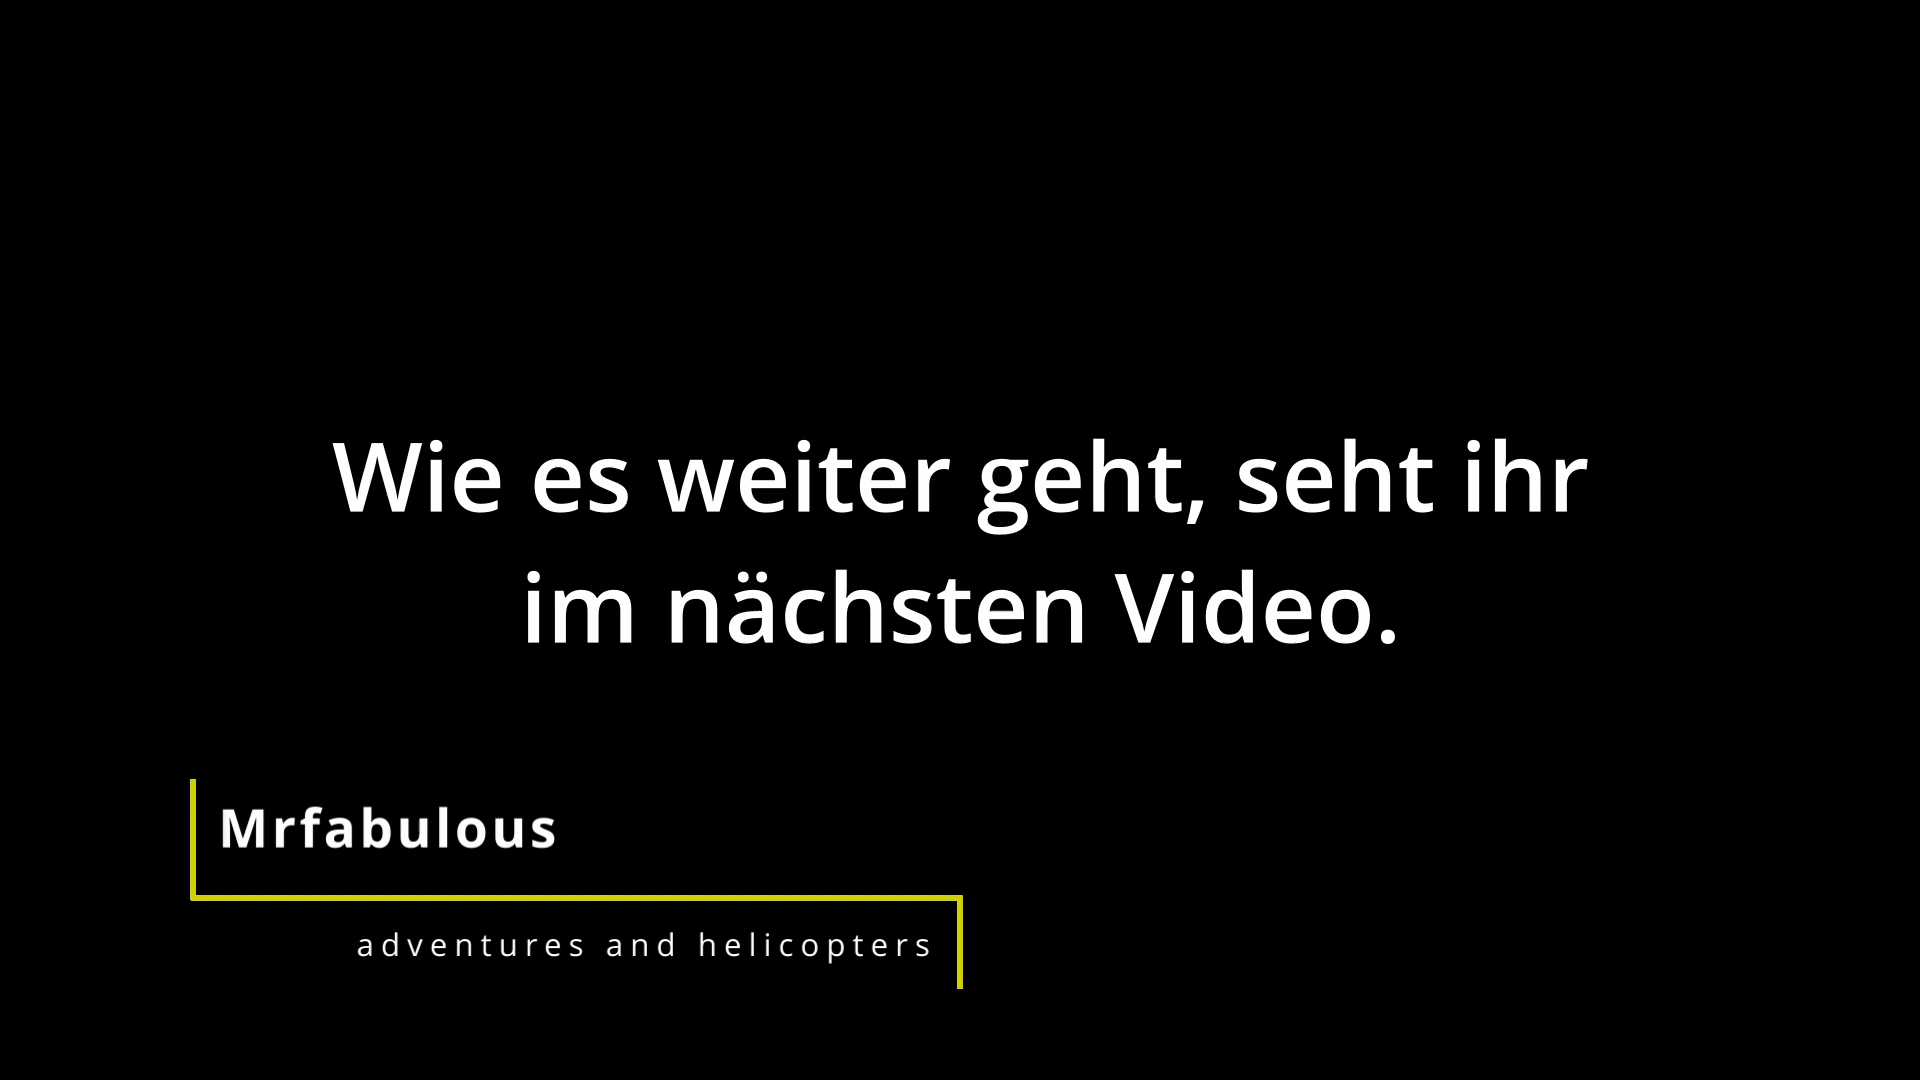 Wie es weiter geht, seht ihr
im nächsten Video.
Mrfabulous
adventures and helicopters